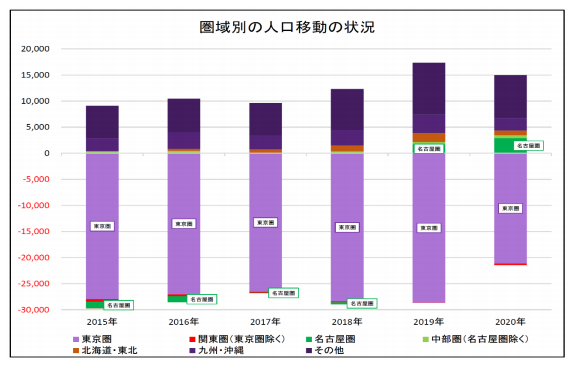 圏域別の人口移動の状況
20,000
15,000
10,000
5,000
0
-5,000
-10,000
-15,000
-20,000
-25,000
-30,000
東京圏
東京圏
東京圏
東京圏
東京圏
東京圏
名古屋圏
名古屋圏
名古屋圏
名古屋圏
名古屋圏
名古屋圏
2015年 2016年 2017年 2018年 2019年 2020年
東京圏 関東圏(東京圏除く) 名古屋圏 中部圏(名古屋圏除く)
北海道・東北 九州・沖縄 その他